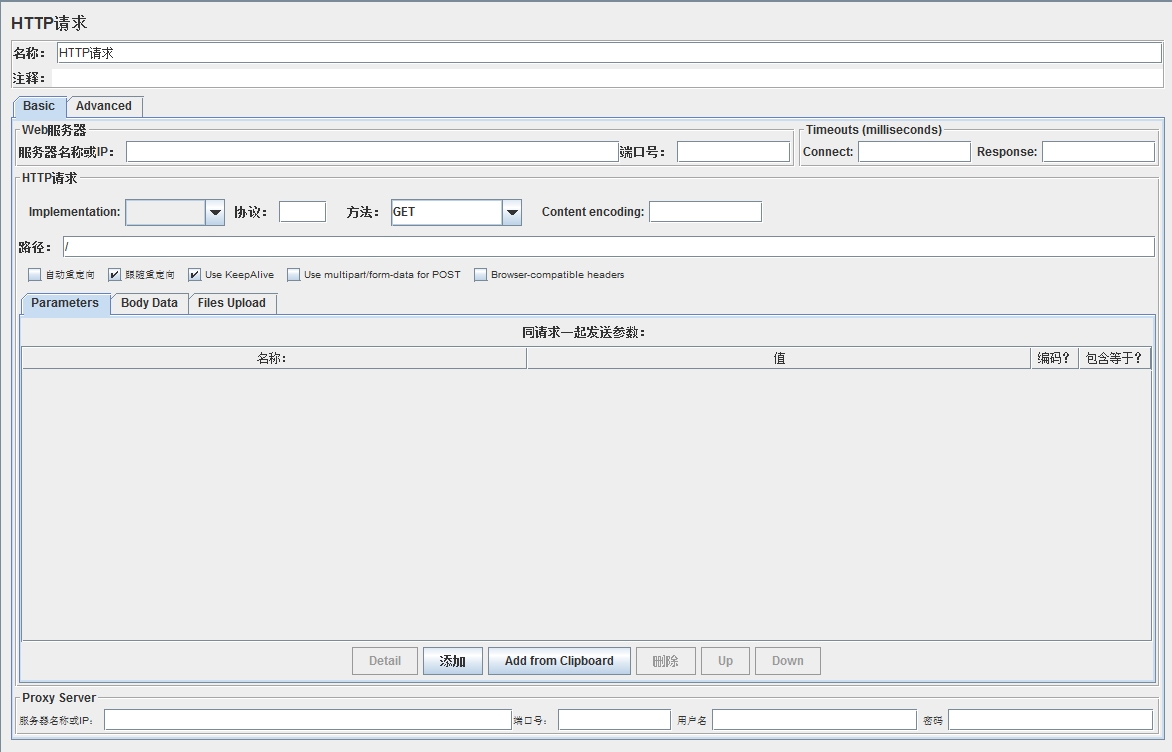 HTTP请求
名称： HTTP请求
注释：
Basic Advanced
Web服务器 Timeouts (milliseconds)
服务器名称或IP： 端口号： Connect: Response:
HTTP请求
Implementation: 协议： 方法： GET Content encoding:
路径： /
自动重定向 跟随重定向 Use KeepAlive Use multipart/form-data for POST Browser-compatible headers
Parameters Body Data Files Upload
同请求一起发送参数：
名称： 值 编码？ 包含等于？
Detail 添加 Add from Clipboard 删除 Up Down
Proxy Server
服务器名称或IP： 端口号： 用户名 密码